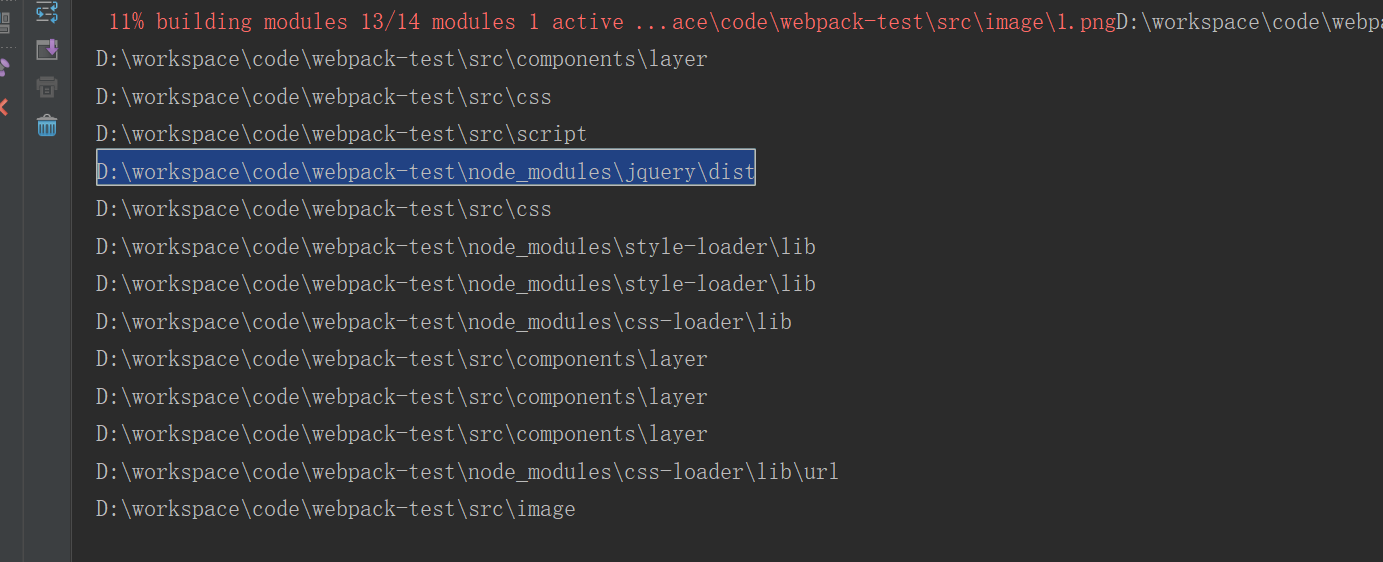 11% building modules 13/14 modules 1 active ...ace\code\webpack-test\src\image\1.pngD:\workspace\code\webpa
D:\workspace\code\webpack-test\src\components\layer
D:\workspace\code\webpack-test\src\css
D:\workspace\code\webpack-test\src\script
D:\workspace\code\webpack-test\node_modules\jquery\dist
D:\workspace\code\webpack-test\src\css
D:\workspace\code\webpack-test\node_modules\style-loader\lib
D:\workspace\code\webpack-test\node_modules\style-loader\lib
D:\workspace\code\webpack-test\node_modules\css-loader\lib
D:\workspace\code\webpack-test\src\components\layer
D:\workspace\code\webpack-test\src\components\layer
D:\workspace\code\webpack-test\src\components\layer
D:\workspace\code\webpack-test\node_modules\css-loader\lib\url
D:\workspace\code\webpack-test\src\image